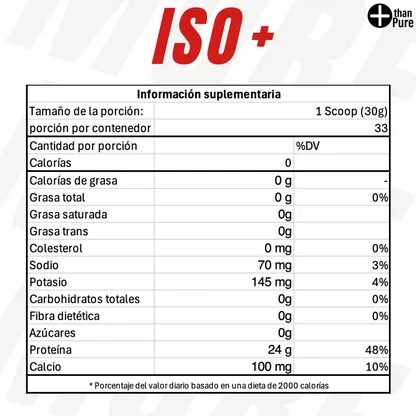 than
Pure
ISO +
Información suplementaria
Tamaño de la porción: 1 Scoop (30g)
porción por contenedor 33
Cantidad por porción %DV
Calorías 0
Calorías de grasa 0 g -
Grasa total 0 g 0%
Grasa saturada 0g
Grasa trans 0g
Colesterol 0 mg 0%
Sodio 70 mg 3%
Potasio 145 mg 4%
Carbohidratos totales 0g 0%
Fibra dietética 0g 0%
Azúcares 0g
Proteína 24 g 48%
Calcio 100 mg 10%
* Porcentaje del valor diario basado en una dieta de 2000 calorías